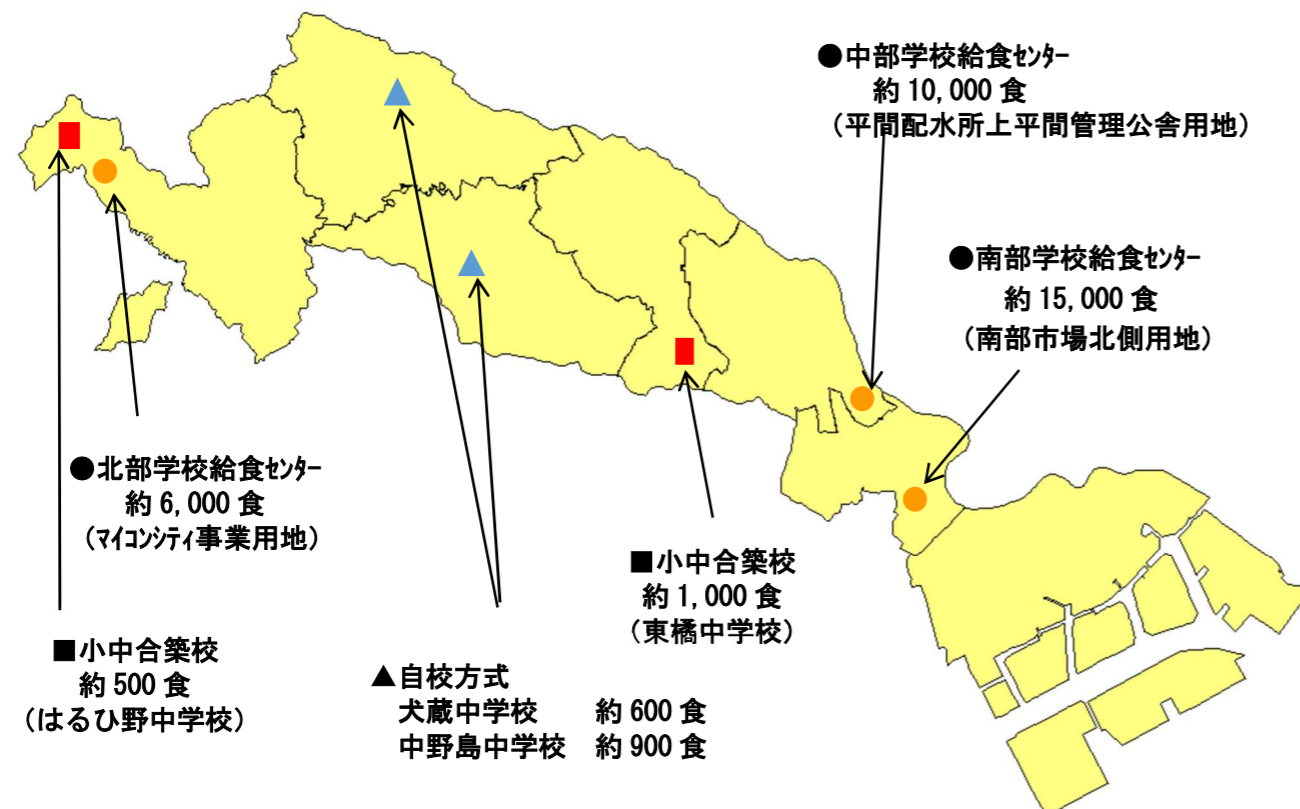 ●中部学校給食ｾﾝﾀｰ
約 10,000 食
（平間配水所上平間管理公舎用地）
●南部学校給食ｾﾝﾀｰ
約 15,000 食
（南部市場北側用地）
●北部学校給食ｾﾝﾀｰ
約 6,000 食
（ﾏｲｺﾝｼﾃｨ事業用地）
■小中合築校
約 1,000 食
（東橘中学校）
■小中合築校
約 500 食
（はるひ野中学校）
▲自校方式
犬蔵中学校　　約 600 食
中野島中学校　約 900 食